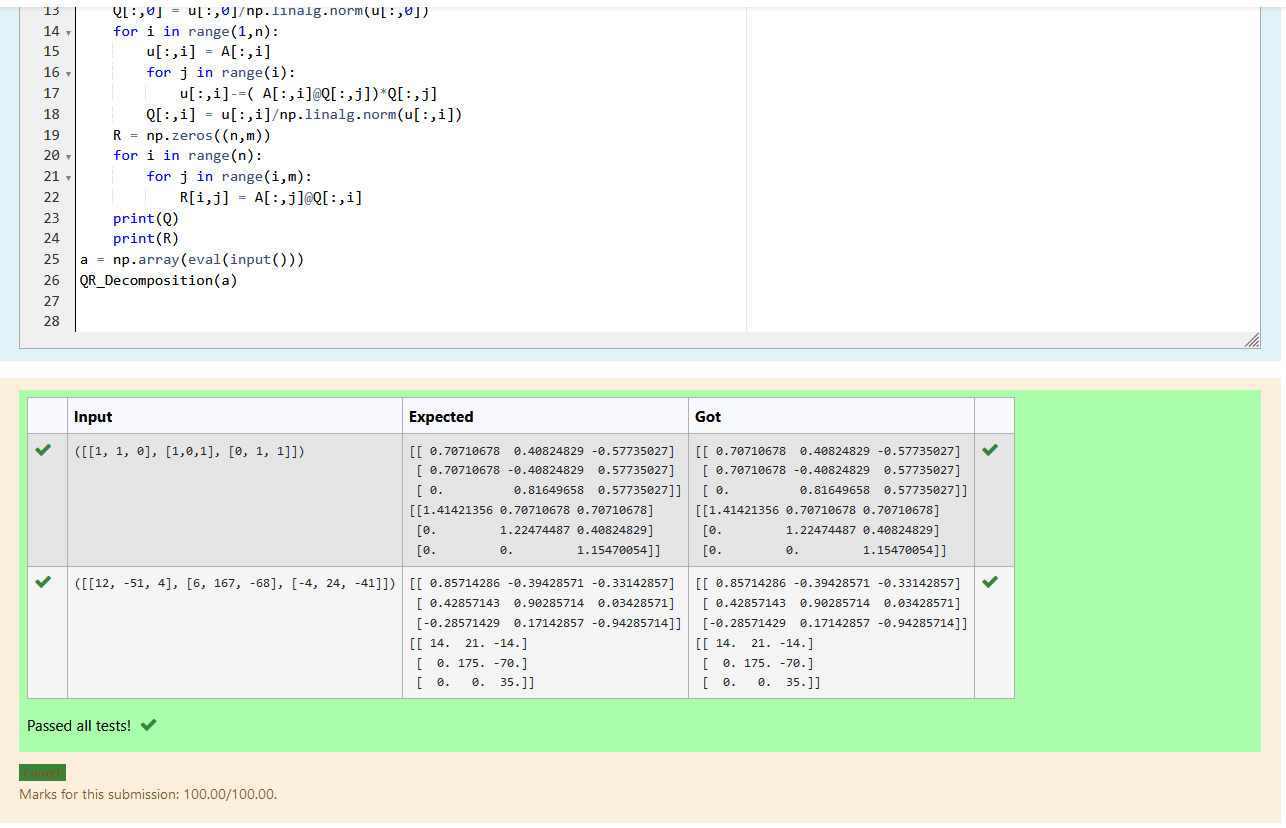 13 Q[:,0] = u[:,0]/np.linalg.norm(u[:,0])
14 for i in range(1,n):
15 u[:,i] = A[:,i]
16 for j in range(i):
17 u[:,i]-=( A[:,i]@Q[:,j])*Q[:,j]
18 Q[:,i] = u[:,i]/np.linalg.norm(u[:,i])
19 R = np.zeros((n,m))
20 for i in range(n):
21 for j in range(i,m):
22 R[i,j] = A[:,j]@Q[:,i]
23 print(Q)
24 print(R)
25 a = np.array(eval(input()))
26 QR_Decomposition(a)
27
28
Input Expected Got
([[1, 1, 0], [1,0,1], [0, 1, 1]]) [[ 0.70710678 0.40824829 -0.57735027] [[ 0.70710678 0.40824829 -0.57735027]
[ 0.70710678 -0.40824829 0.57735027] [ 0.70710678 -0.40824829 0.57735027]
[ 0. 0.81649658 0.57735027]] [ 0. 0.81649658 0.57735027]]
[[1.41421356 0.70710678 0.70710678] [[1.41421356 0.70710678 0.70710678]
[0. 1.22474487 0.40824829] [0. 1.22474487 0.40824829]
[0. 0. 1.15470054]] [0. 0. 1.15470054]]
([[12, -51, 4], [6, 167, -68], [-4, 24, -41]]) [[ 0.85714286 -0.39428571 -0.33142857] [[ 0.85714286 -0.39428571 -0.33142857]
[ 0.42857143 0.90285714 0.03428571] [ 0.42857143 0.90285714 0.03428571]
[-0.28571429 0.17142857 -0.94285714]] [-0.28571429 0.17142857 -0.94285714]]
[[ 14. 21. -14.] [[ 14. 21. -14.]
[ 0. 175. -70.] [ 0. 175. -70.]
[ 0. 0. 35.]] [ 0. 0. 35.]]
Passed all tests!
Correct
Marks for this submission: 100.00/100.00.